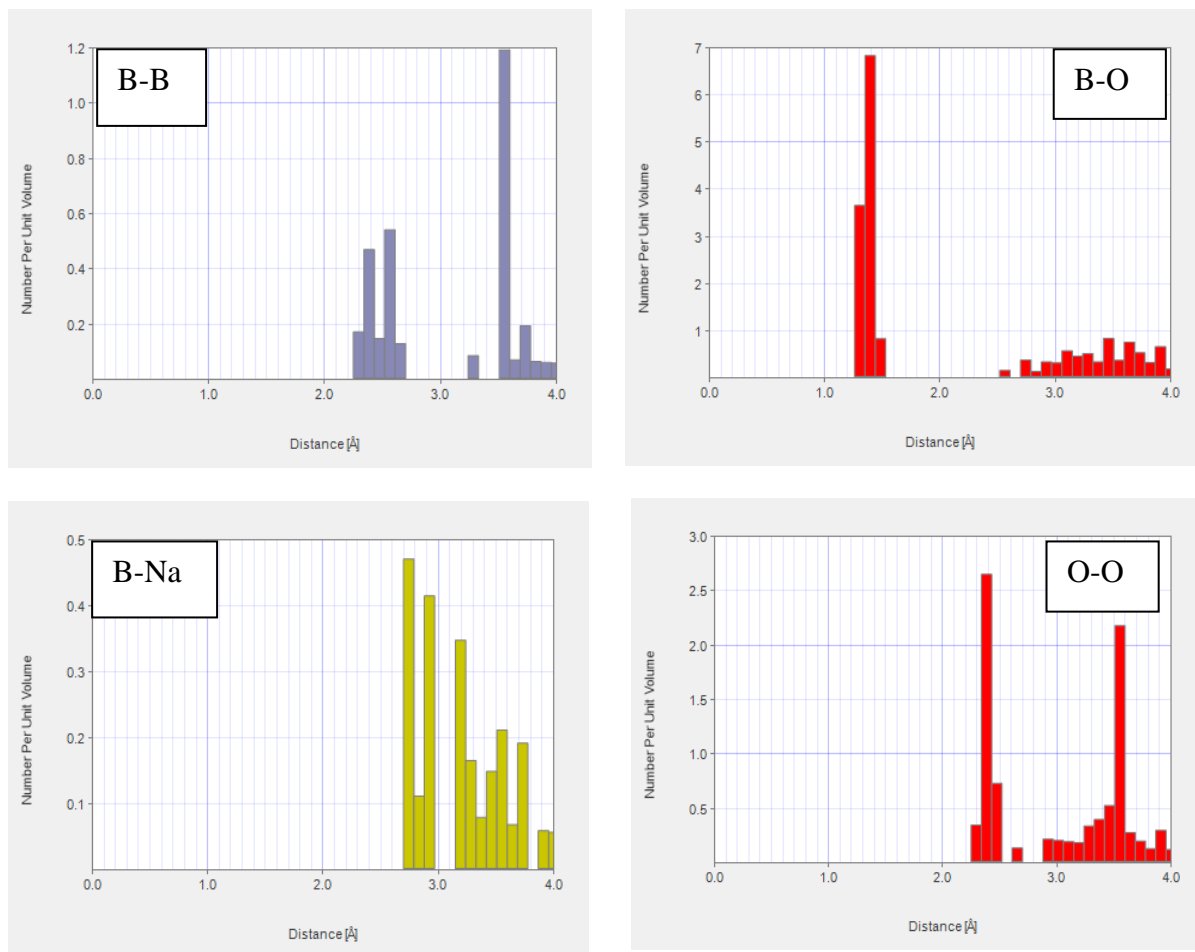 B-B
Number Per Unit Volume
1.2
1.0
0.8
0.6
0.4
0.2
0.0 1.0 2.0 3.0 4.0
Distance[Å]
B-O
Number Per Unit Volume
7
6
5
4
3
2
1
0.0 1.0 2.0 3.0 4.0
Distance[Å]
B-Na
Number Per Unit Volume
0.5
0.4
0.3
0.2
0.1
0.0 1.0 2.0 3.0 4.0
Distance[Å]
O-O
Number Per Unit Volume
3.0
2.5
2.0
1.5
1.0
0.5
0.0 1.0 2.0 3.0 4.0
Distance[Å]